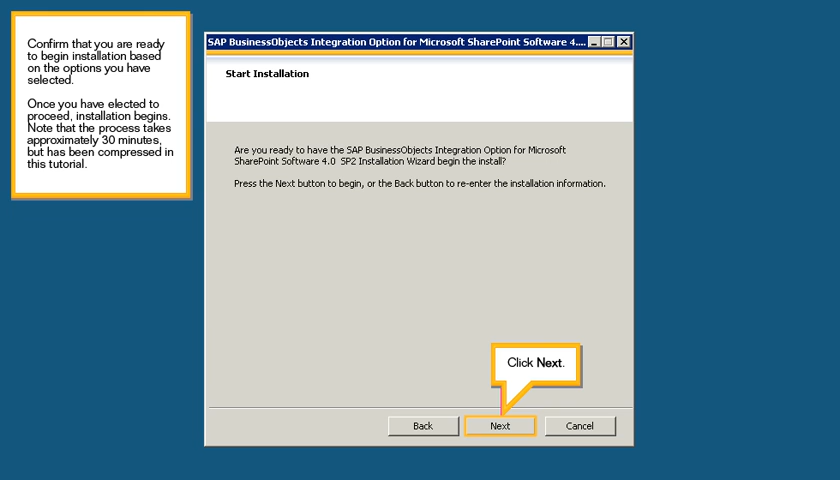 Confirm that you are ready
to begin installation based
on the options you have
selected.
Once you have elected to
proceed, installation begins.
Note that the process takes
approximately 30 minutes,
but has been compressed in
this tutorial.
SAP BusinessObjects Integration Option for Microsoft SharePoint Software 4....
Start Installation
Are you ready to have the SAP BusinessObjects Integration Option for Microsoft
SharePoint Software 4.0 SP2 Installation Wizard begin the install?
Press the Next button to begin, or the Back button to re-enter the installation information.
Click Next.
Back
Next
Cancel